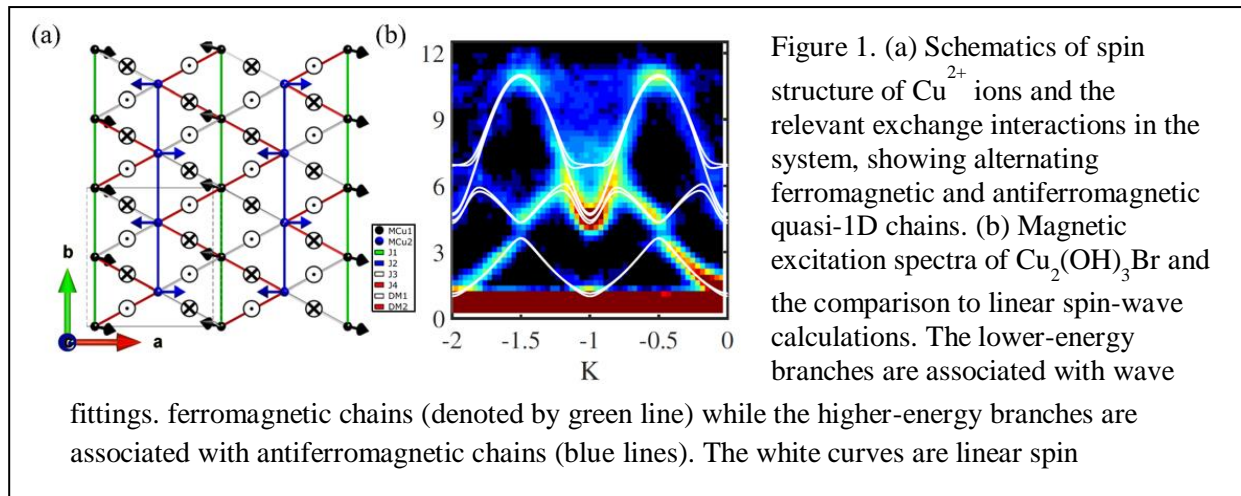 (a)
b
c
a
MCu1
MCu2
J1
J2
J3
J4
DM1
DM2
(b)
12
9
6
3
0
-2 -1.5 -1 -0.5 0
K
Figure 1. (a) Schematics of spin
structure of Cu²⁺ ions and the
relevant exchange interactions in the
system, showing alternating
ferromagnetic and antiferromagnetic
quasi-1D chains. (b) Magnetic
excitation spectra of Cu₂(OH)₃Br and
the comparison to linear spin-wave
calculations. The lower-energy
branches are associated with wave
fittings. ferromagnetic chains (denoted by green line) while the higher-energy branches are
associated with antiferromagnetic chains (blue lines). The white curves are linear spin